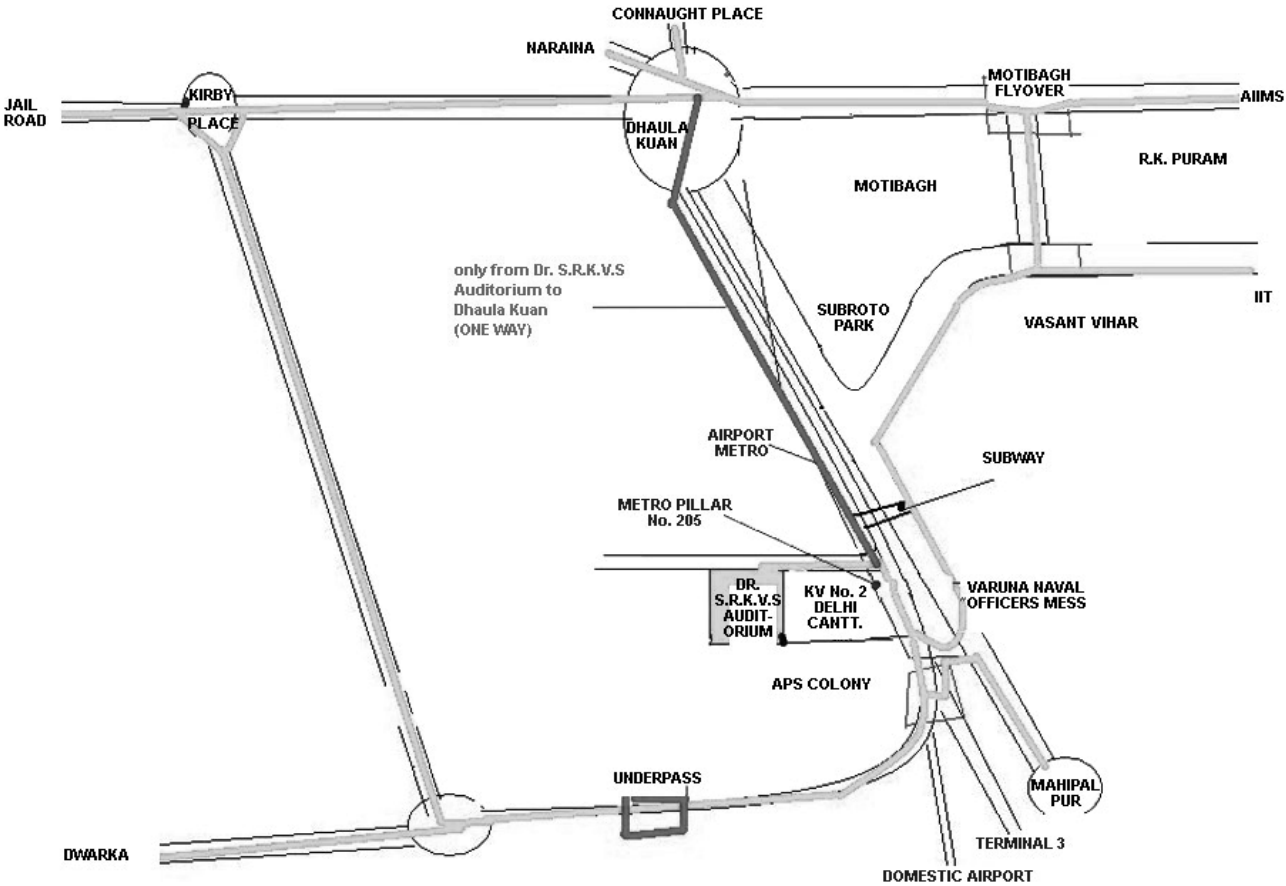 CONNAUGHT PLACE
NARAINA
MOTIBAGH
FLYOVER
AIIMS
JAIL
ROAD
KIRBY
PLACE
DHAULA
KUAN
R.K. PURAM
MOTIBAGH
only from Dr. S.R.K.V.S
Auditorium to
Dhaula Kuan
(ONE WAY)
IIT
SUBROTO
PARK
VASANT VIHAR
AIRPORT
METRO
SUBWAY
METRO PILLAR
No. 205
DR.
S.R.K.V.S
AUDIT-
ORIUM
KV No. 2
DELHI
CANTT.
VARUNA NAVAL
OFFICERS MESS
APS COLONY
UNDERPASS
MAHIPAL
PUR
TERMINAL 3
DWARKA
DOMESTIC AIRPORT